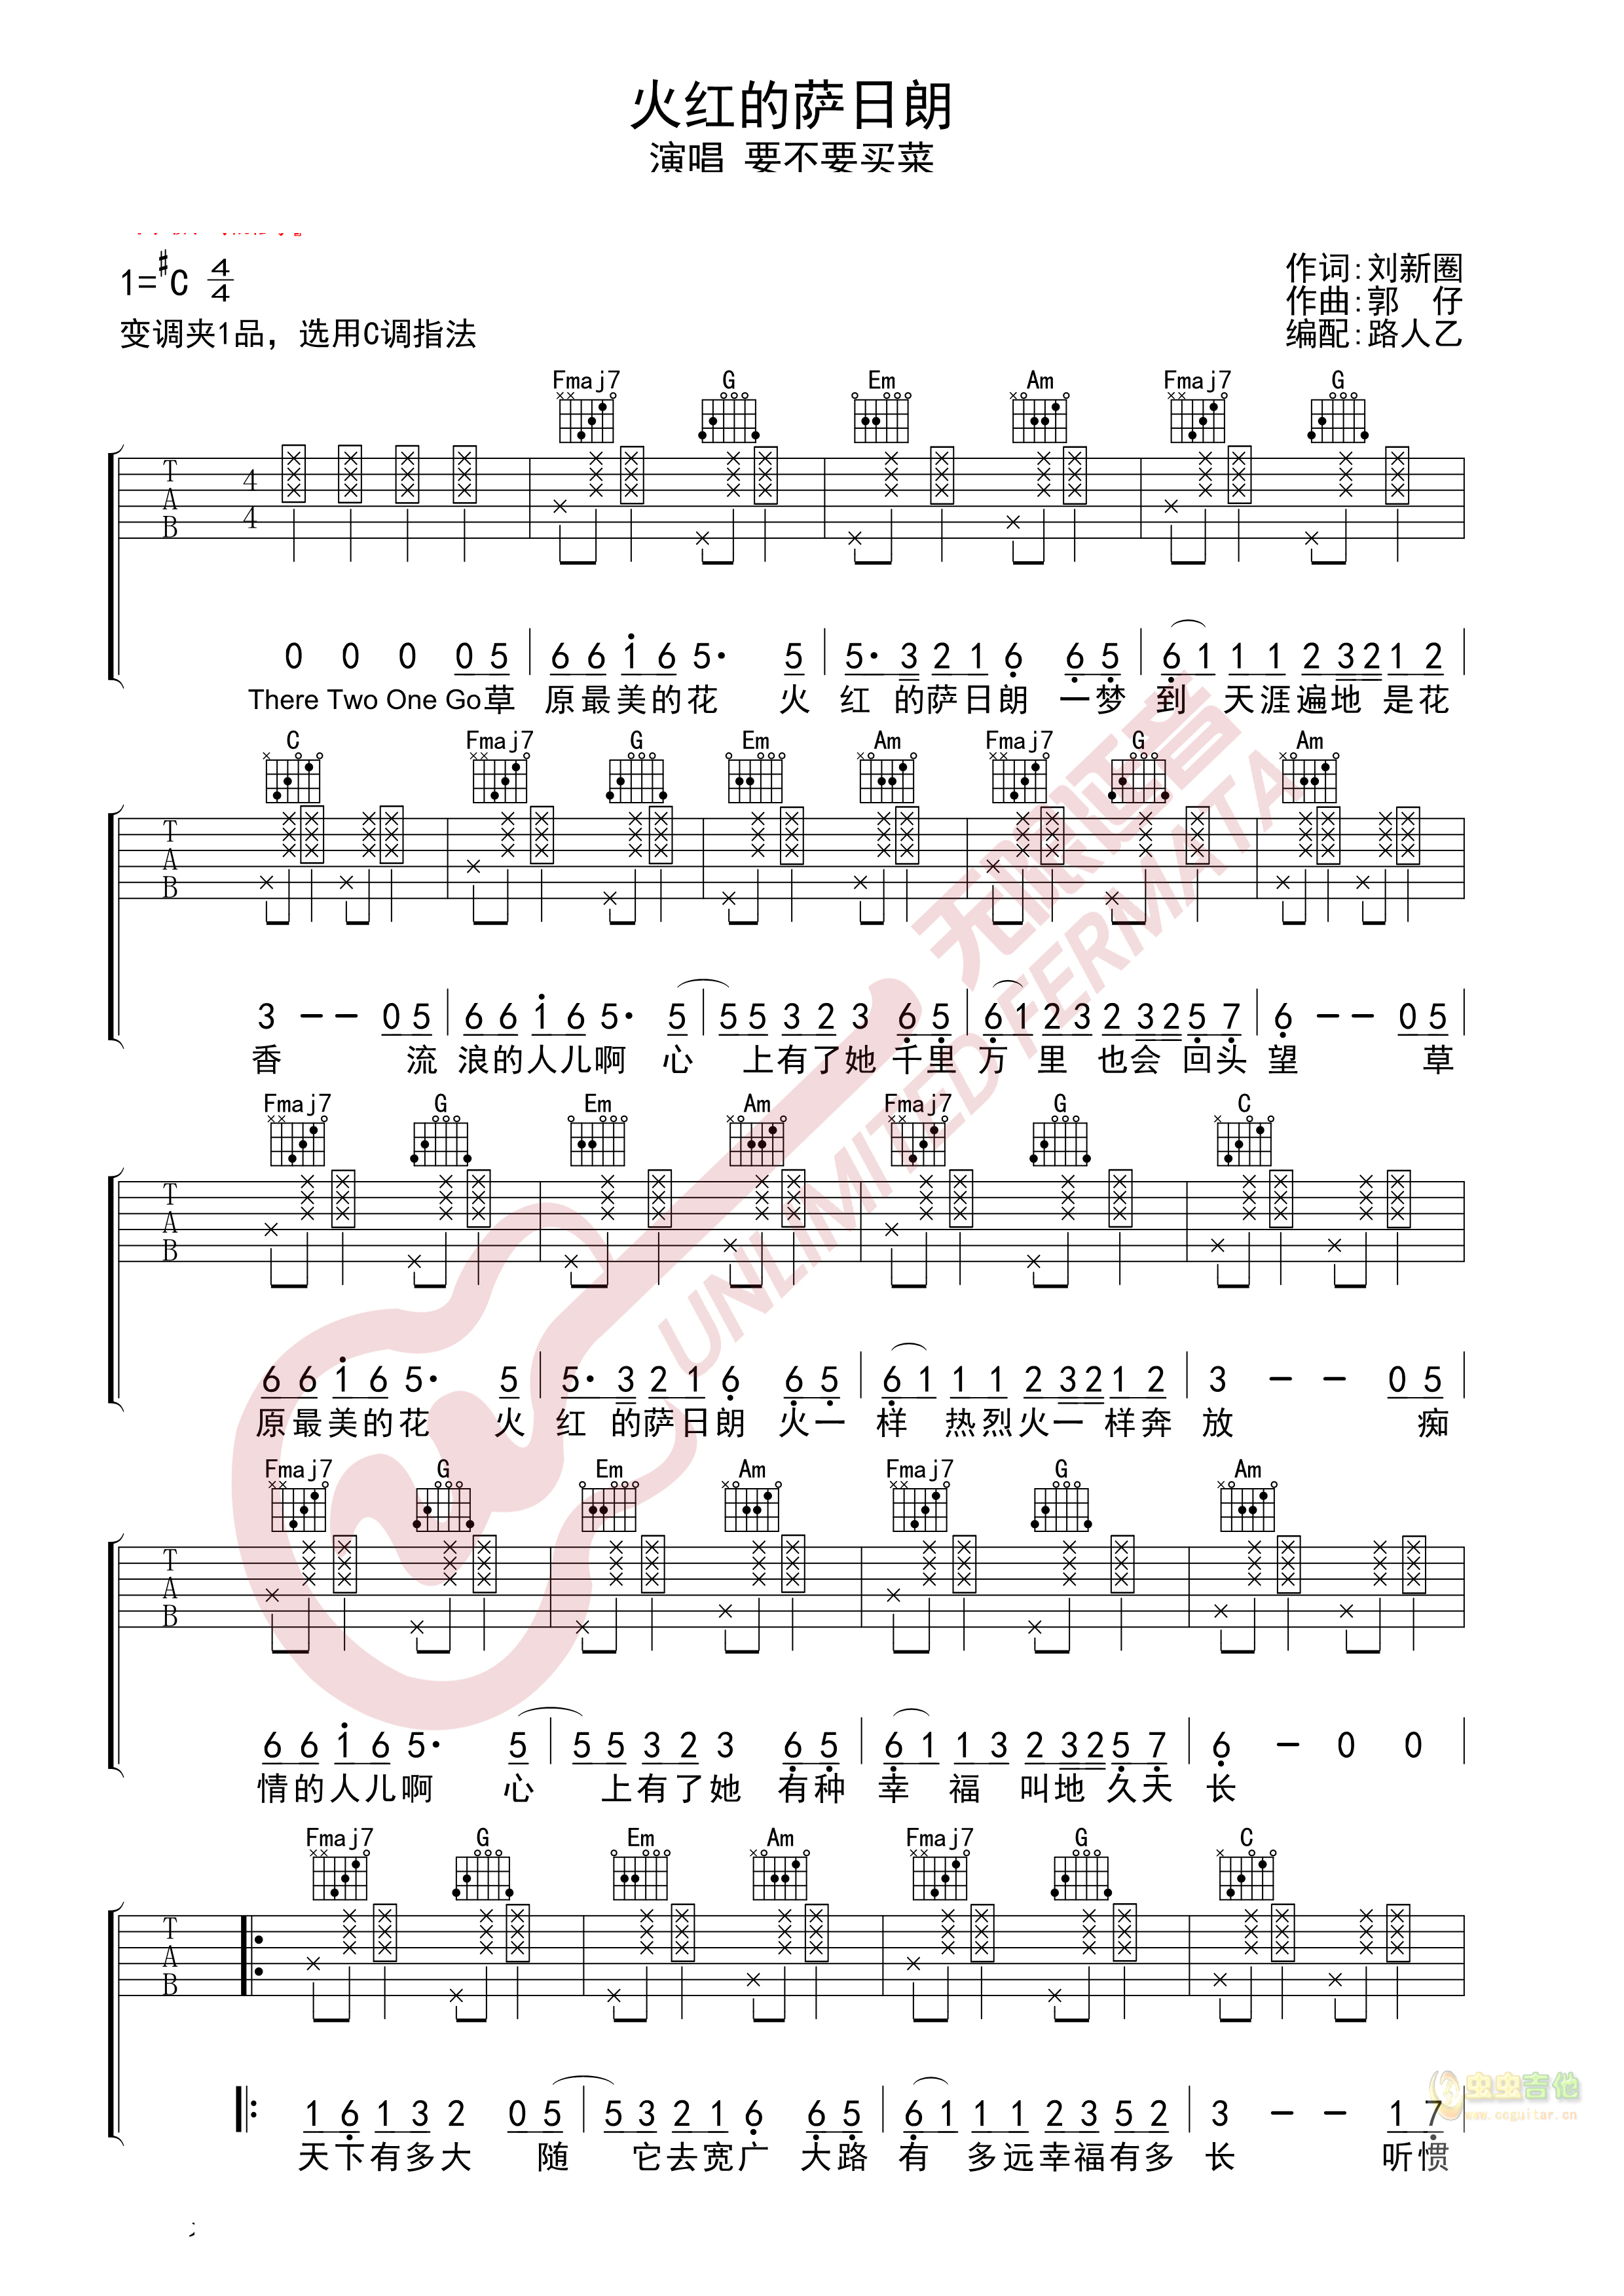 火红的萨日朗
演唱 要不要买菜
1=#C 4/4
作词:刘新圈
作曲:郭 仔
变调夹1品，选用C调指法
编配:路人乙
Fmaj7 G Em Am Fmaj7 G
T A B 4 4
0 0 0 0 5 6 6 1 6 5· 5 5· 3 2 1 6 6 5 6 1 1 1 2 3 2 1 2
There Two One Go 草 原最美的花 火 红 的萨日朗 一梦 到 天涯遍地 是花
C Fmaj7 G Em Am Fmaj7 G Am
T A B
3 — — 0 5 6 6 1 6 5· 5 5 5 3 2 3 6 5 6 1 2 3 2 3 2 5 7 6 — — 0 5
香 流 浪的人儿啊 心 上有了她 千里 万 里 也会 回头 望 草
Fmaj7 G Em Am Fmaj7 G C
T A B
6 6 1 6 5· 5 5· 3 2 1 6 6 5 6 1 1 1 2 3 2 1 2 3 — — 0 5
原最美的花 火 红 的萨日朗 火一 样 热烈火一 样奔 放 痴
Fmaj7 G Em Am Fmaj7 G Am
T A B
6 6 1 6 5· 5 5 5 3 2 3 6 5 6 1 1 3 2 3 2 5 7 6 — 0 0
情的人儿啊 心 上有了她 有种 幸 福 叫地 久天 长
Fmaj7 G Em Am Fmaj7 G C
T A B
1 6 1 3 2 0 5 5 3 2 1 6 6 5 6 1 1 1 2 3 5 2 3 — — 1 7
天下有多大 随 它去宽广 大路 有 多远幸福有多 长 听惯
无限延音
UNLIMITED FERMATA
虫虫吉他
www.ccguitar.cn